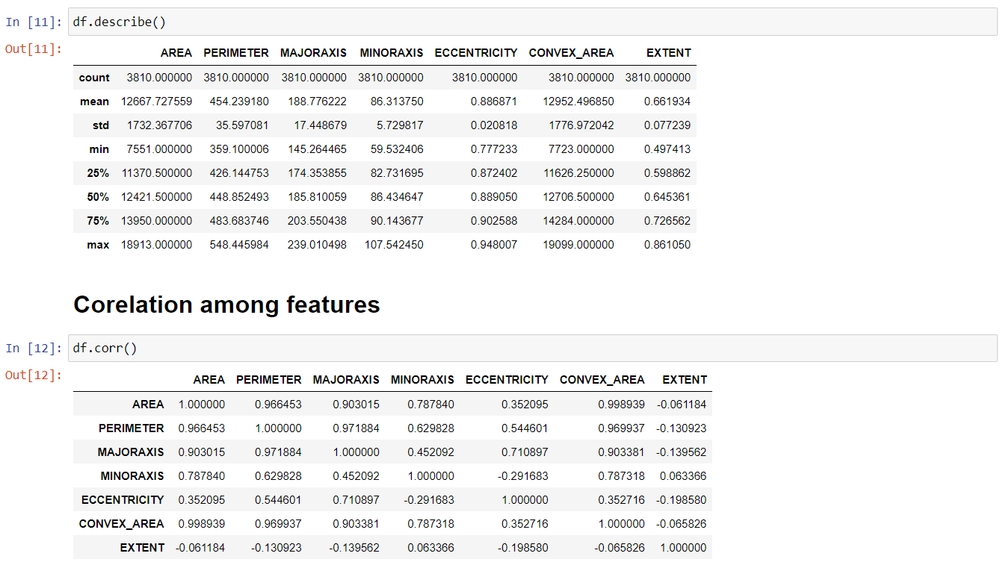 In [11]: df.describe()
Out[11]:
AREA PERIMETER MAJORAXIS MINORAXIS ECCENTRICITY CONVEX_AREA EXTENT
count 3810.000000 3810.000000 3810.000000 3810.000000 3810.000000 3810.000000 3810.000000
mean 12667.727559 454.239180 188.776222 86.313750 0.886871 12952.496850 0.661934
std 1732.367706 35.597081 17.448679 5.729817 0.020818 1776.972042 0.077239
min 7551.000000 359.100006 145.264465 59.532406 0.777233 7723.000000 0.497413
25% 11370.500000 426.144753 174.353855 82.731695 0.872402 11626.250000 0.598862
50% 12421.500000 448.852493 185.810059 86.434647 0.889050 12706.500000 0.645361
75% 13950.000000 483.683746 203.550438 90.143677 0.902588 14284.000000 0.726562
max 18913.000000 548.445984 239.010498 107.542450 0.948007 19099.000000 0.861050
Corelation among features
In [12]: df.corr()
Out[12]:
AREA PERIMETER MAJORAXIS MINORAXIS ECCENTRICITY CONVEX_AREA EXTENT
AREA 1.000000 0.966453 0.903015 0.787840 0.352095 0.998939 -0.061184
PERIMETER 0.966453 1.000000 0.971884 0.629828 0.544601 0.969937 -0.130923
MAJORAXIS 0.903015 0.971884 1.000000 0.452092 0.710897 0.903381 -0.139562
MINORAXIS 0.787840 0.629828 0.452092 1.000000 -0.291683 0.787318 0.063366
ECCENTRICITY 0.352095 0.544601 0.710897 -0.291683 1.000000 0.352716 -0.198580
CONVEX_AREA 0.998939 0.969937 0.903381 0.787318 0.352716 1.000000 -0.065826
EXTENT -0.061184 -0.130923 -0.139562 0.063366 -0.198580 -0.065826 1.000000